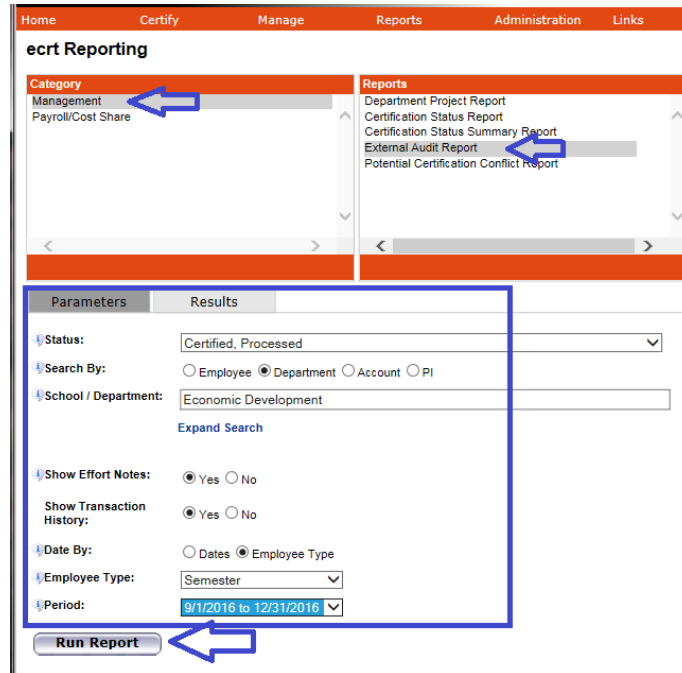 Home Certify Manage Reports Administration Links
ecrt Reporting
Category
Management
Payroll/Cost Share
Reports
Department Project Report
Certification Status Report
Certification Status Summary Report
External Audit Report
Potential Certification Conflict Report
Parameters Results
Status: Certified, Processed
Search By: Employee Department Account PI
School / Department: Economic Development
Expand Search
Show Effort Notes: Yes No
Show Transaction
History: Yes No
Date By: Dates Employee Type
Employee Type: Semester
Period: 9/1/2016 to 12/31/2016
Run Report